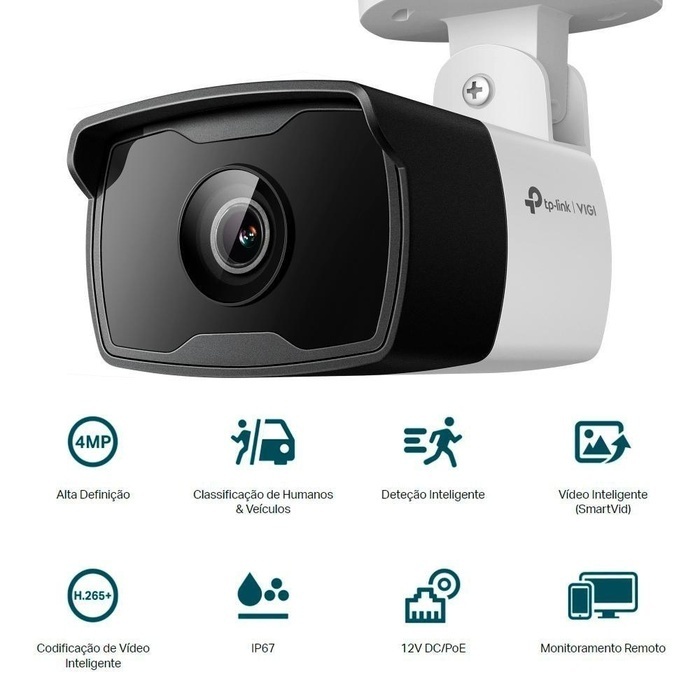 tp-link | VIGI
4MP
Alta Definição
Classificação de Humanos
& Veículos
Deteção Inteligente
Vídeo Inteligente
(SmartVid)
H.265+
Codificação de Vídeo
Inteligente
IP67
12V DC/PoE
Monitoramento Remoto